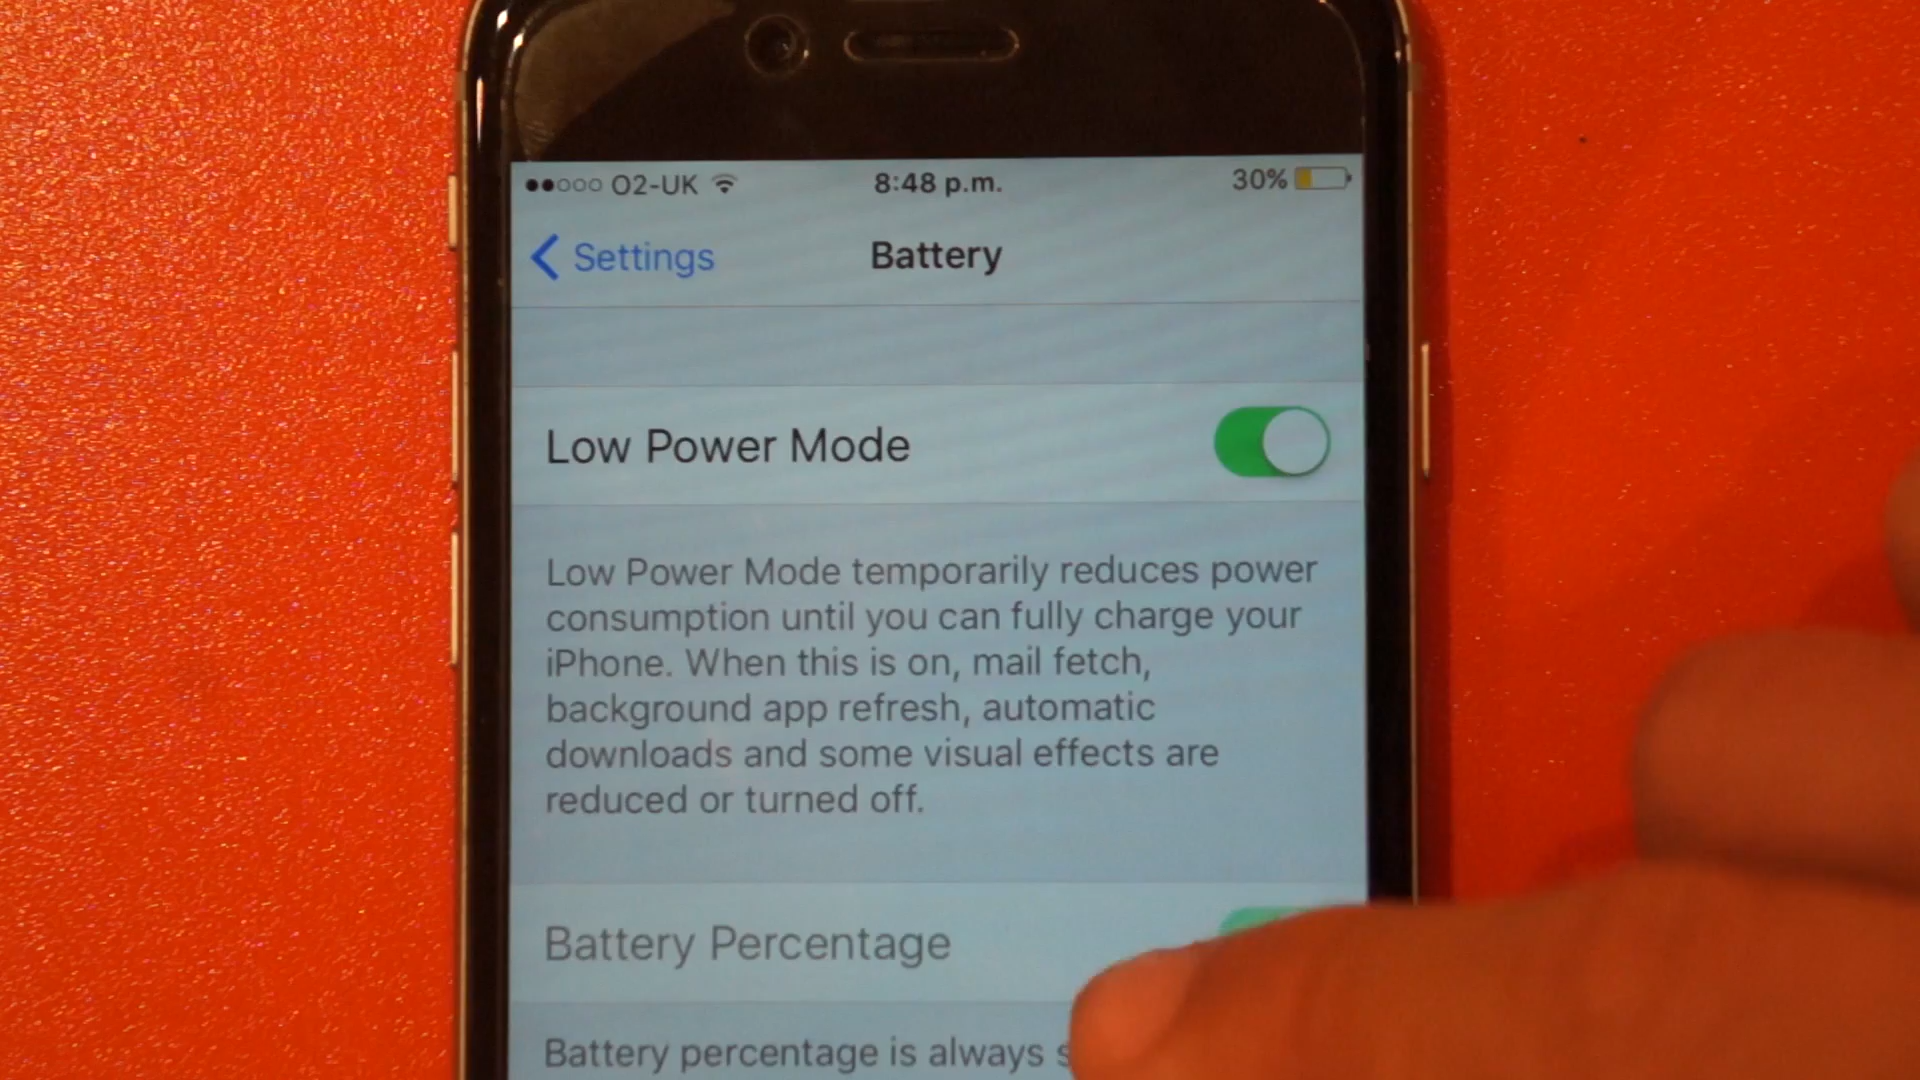 O2-UK 8:48 p.m. 30%
Settings Battery
Low Power Mode
Low Power Mode temporarily reduces power
consumption until you can fully charge your
iPhone. When this is on, mail fetch,
background app refresh, automatic
downloads and some visual effects are
reduced or turned off.
Battery Percentage
Battery percentage is always